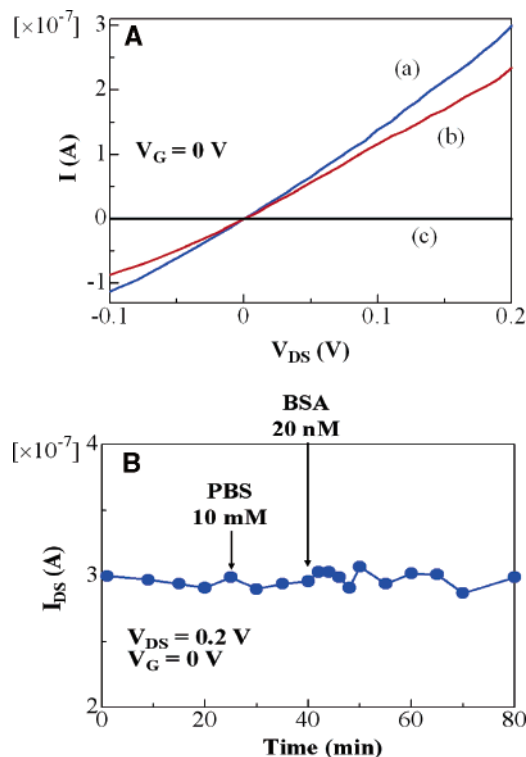 [×10⁻⁷]
A
3
2
1
0
-1
I (A)
(a)
(b)
(c)
V_G = 0 V
-0.1
0
0.1
0.2
V_DS (V)
BSA
20 nM
[×10⁻⁷]
B
4
3
2
I_DS (A)
PBS
10 mM
V_DS = 0.2 V
V_G = 0 V
0
20
40
60
80
Time (min)